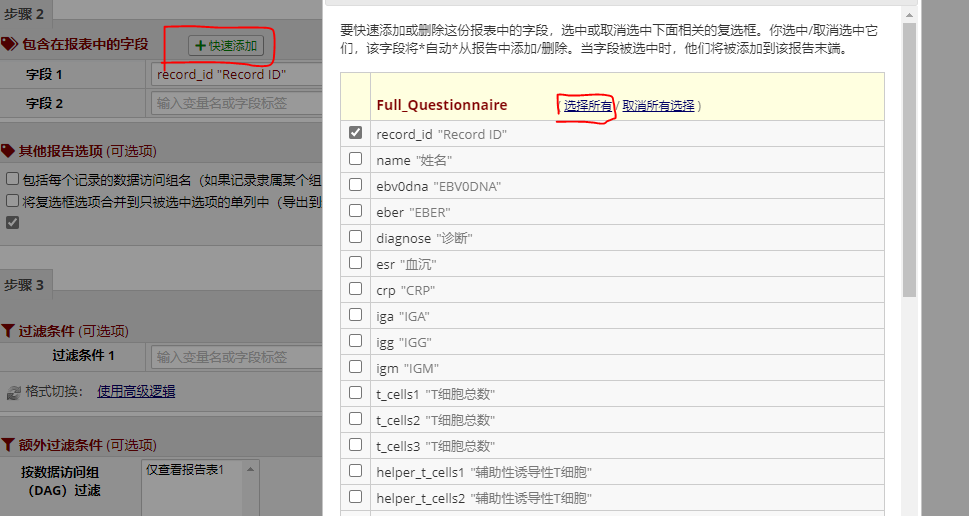 步骤 2
包含在报表中的字段
快速添加
字段 1
record_id "Record ID"
字段 2
输入变量名或字段标签
其他报告选项 (可选项)
包括每个记录的数据访问组名（如果记录隶属某个组
将复选框选项合并到只被选中选项的单列中（导出到
步骤 3
过滤条件 (可选项)
过滤条件 1
输入变量名或字段标签
格式切换： 使用高级逻辑
额外过滤条件 (可选项)
按数据访问组
（DAG）过滤
仅查看报告表1
要快速添加或删除这份报表中的字段，选中或取消选中下面相关的复选框。你选中/取消选中它
们，该字段将*自动*从报告中添加/删除。当字段被选中时，他们将被添加到该报告末端。
Full_Questionnaire ( 选择所有 / 取消所有选择 )
record_id "Record ID"
name "姓名"
ebv0dna "EBV0DNA"
eber "EBER"
diagnose "诊断"
esr "血沉"
crp "CRP"
iga "IGA"
igg "IGG"
igm "IGM"
t_cells1 "T细胞总数"
t_cells2 "T细胞总数"
t_cells3 "T细胞总数"
helper_t_cells1 "辅助性诱导性T细胞"
helper_t_cells2 "辅助性诱导性T细胞"